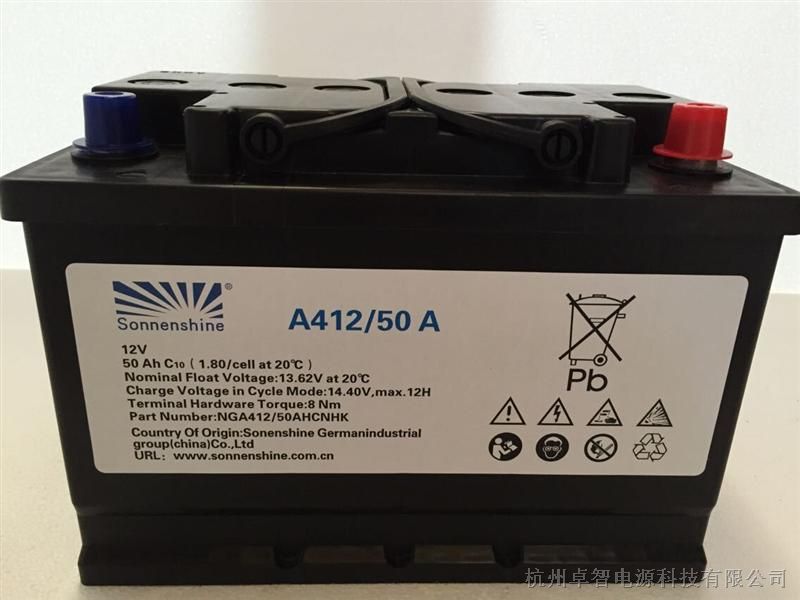 Sonnenshine ®
A412/50 A
12V
50 Ah C₁₀ ( 1.80/cell at 20℃ )
Nominal Float Voltage:13.62V at 20℃
Charge Voltage in Cycle Mode:14.40V,max.12H
Terminal Hardware Torque:8 Nm
Part Number:NGA412/50AHCNHK
Country Of Origin:Sonenshine Germanindustrial
group(china)Co.,Ltd
URL: www.sonnenshine.com.cn
Pb
杭州卓智电源科技有限公司